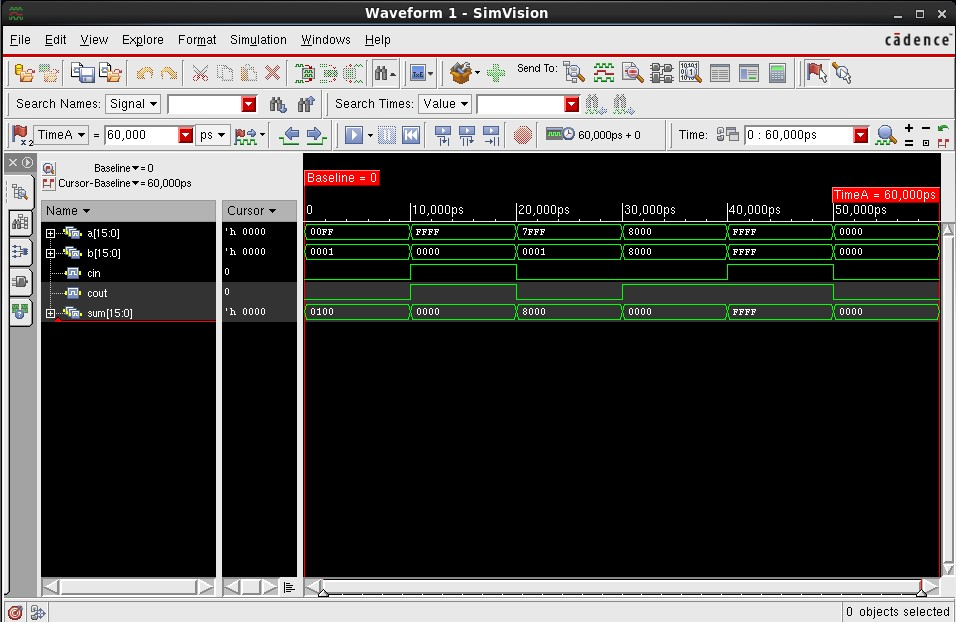 Waveform 1 - SimVision
File Edit View Explore Format Simulation Windows Help
cādence™
Send To:
Search Names: Signal
Search Times: Value
TimeA = 60,000 ps
60,000ps + 0
Time: 0 : 60,000ps
Baseline = 0
Cursor-Baseline = 60,000ps
Baseline = 0
TimeA = 60,000ps
Name Cursor
0 10,000ps 20,000ps 30,000ps 40,000ps 50,000ps
a[15:0] 'h 0000 00FF FFFF 7FFF 8000 FFFF 0000
b[15:0] 'h 0000 0001 0000 0001 8000 FFFF 0000
cin 0
cout 0
sum[15:0] 'h 0000 0100 0000 8000 0000 FFFF 0000
0 objects selected